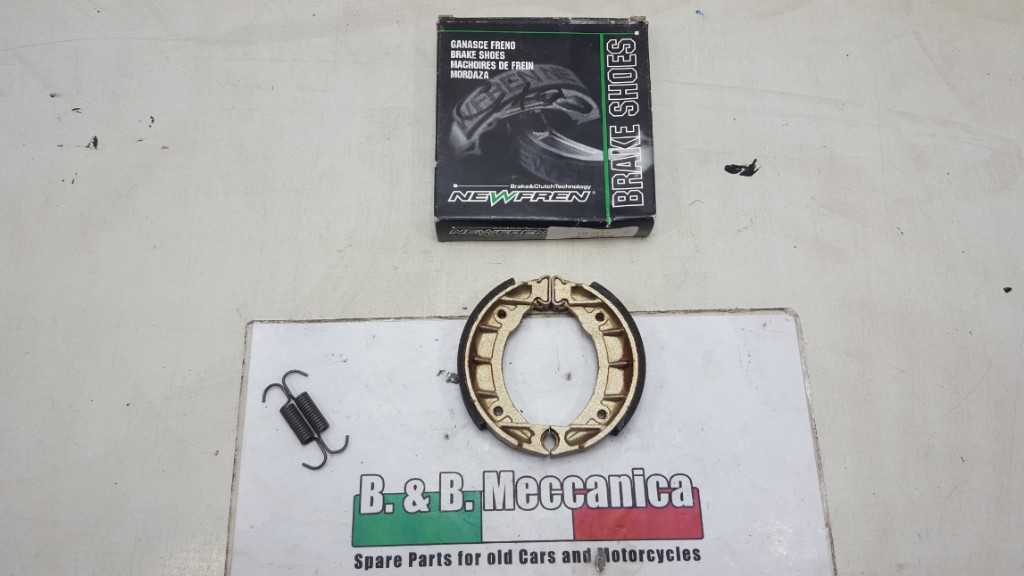 GANASCE FRENO
BRAKE SHOES
MACHOIRES DE FREIN
MORDAZA
BRAKE SHOES
Brake&ClutchTechnology
NEWFREN®
NEWFREN
B. & B. Meccanica
Spare Parts for old Cars and Motorcycles